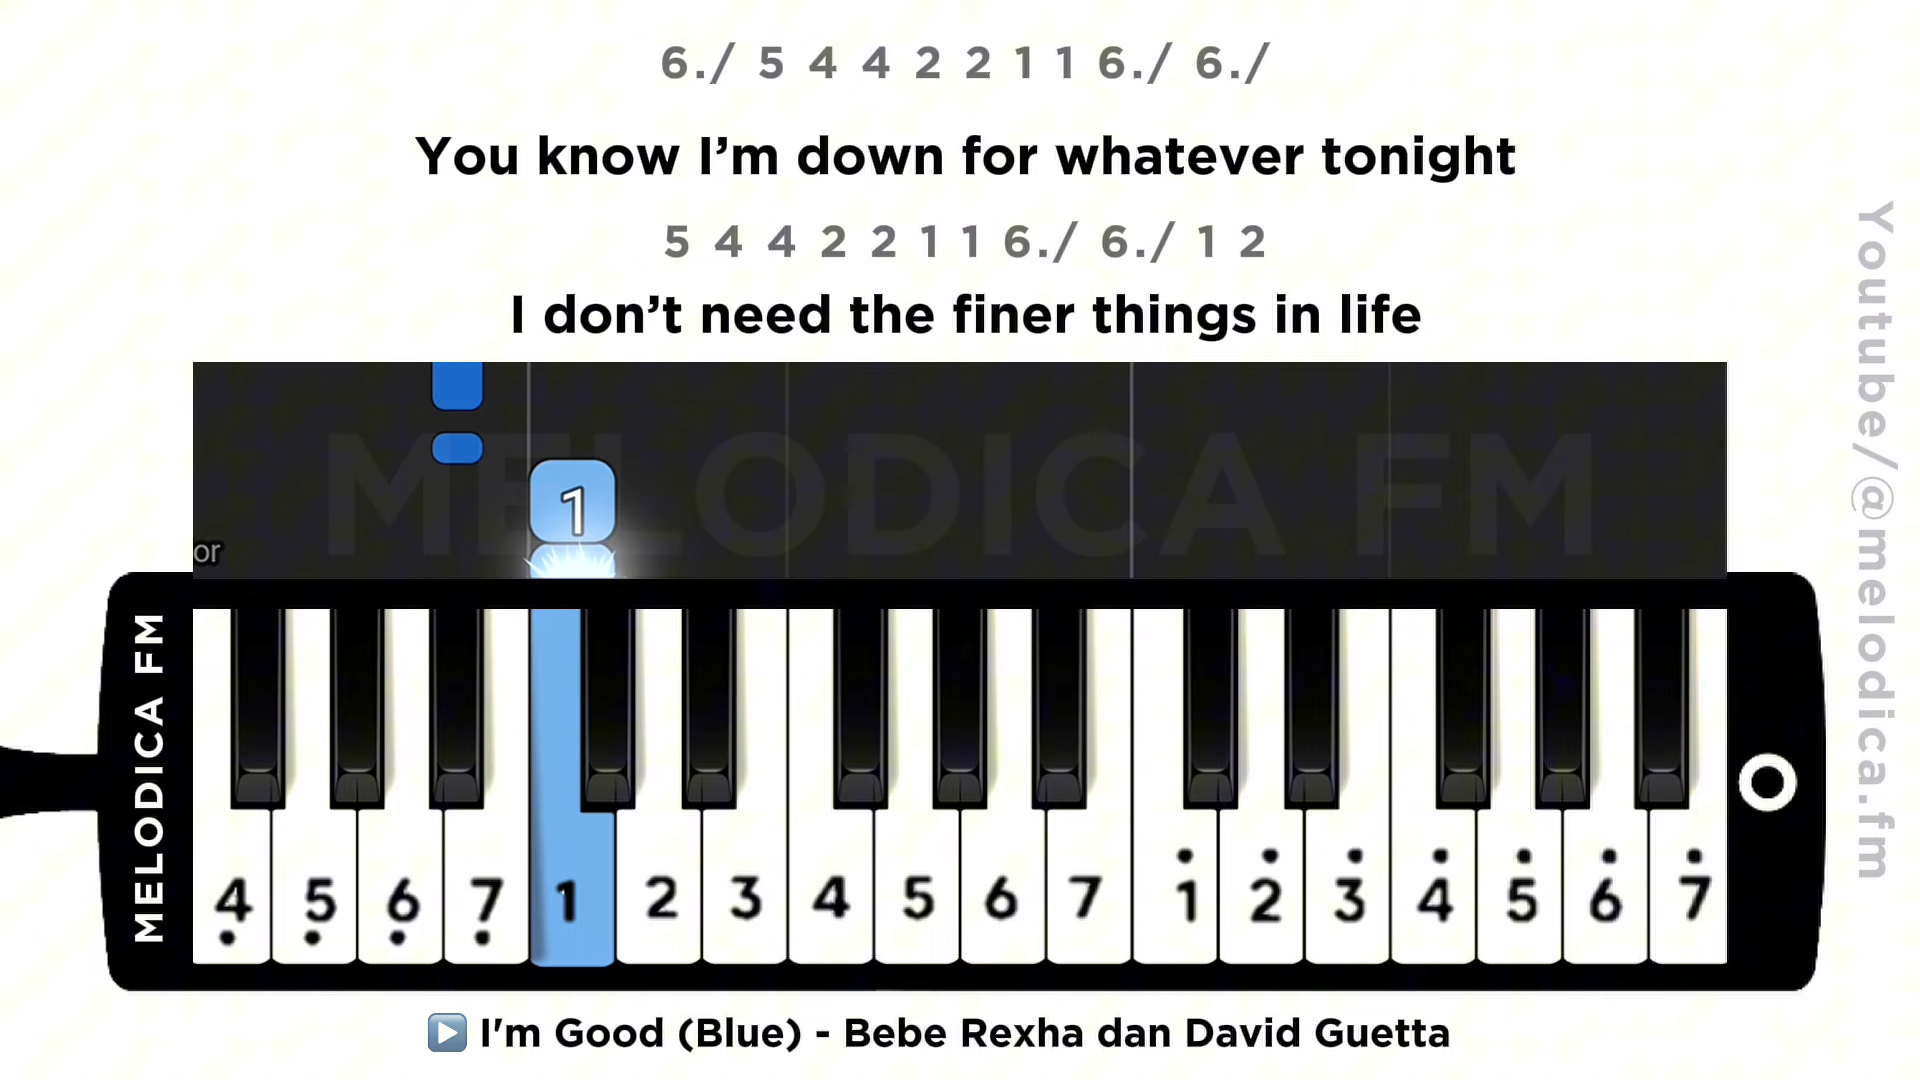 6./ 5 4 4 2 2 1 1 6./ 6./
You know I’m down for whatever tonight
5 4 4 2 2 1 1 6./ 6./ 1 2
I don’t need the finer things in life
MELODICA FM
1
or
MELODICA FM
4 5 6 7 1 2 3 4 5 6 7 1 2 3 4 5 6 7
Youtube/@melodica.fm
▶ I'm Good (Blue) - Bebe Rexha dan David Guetta